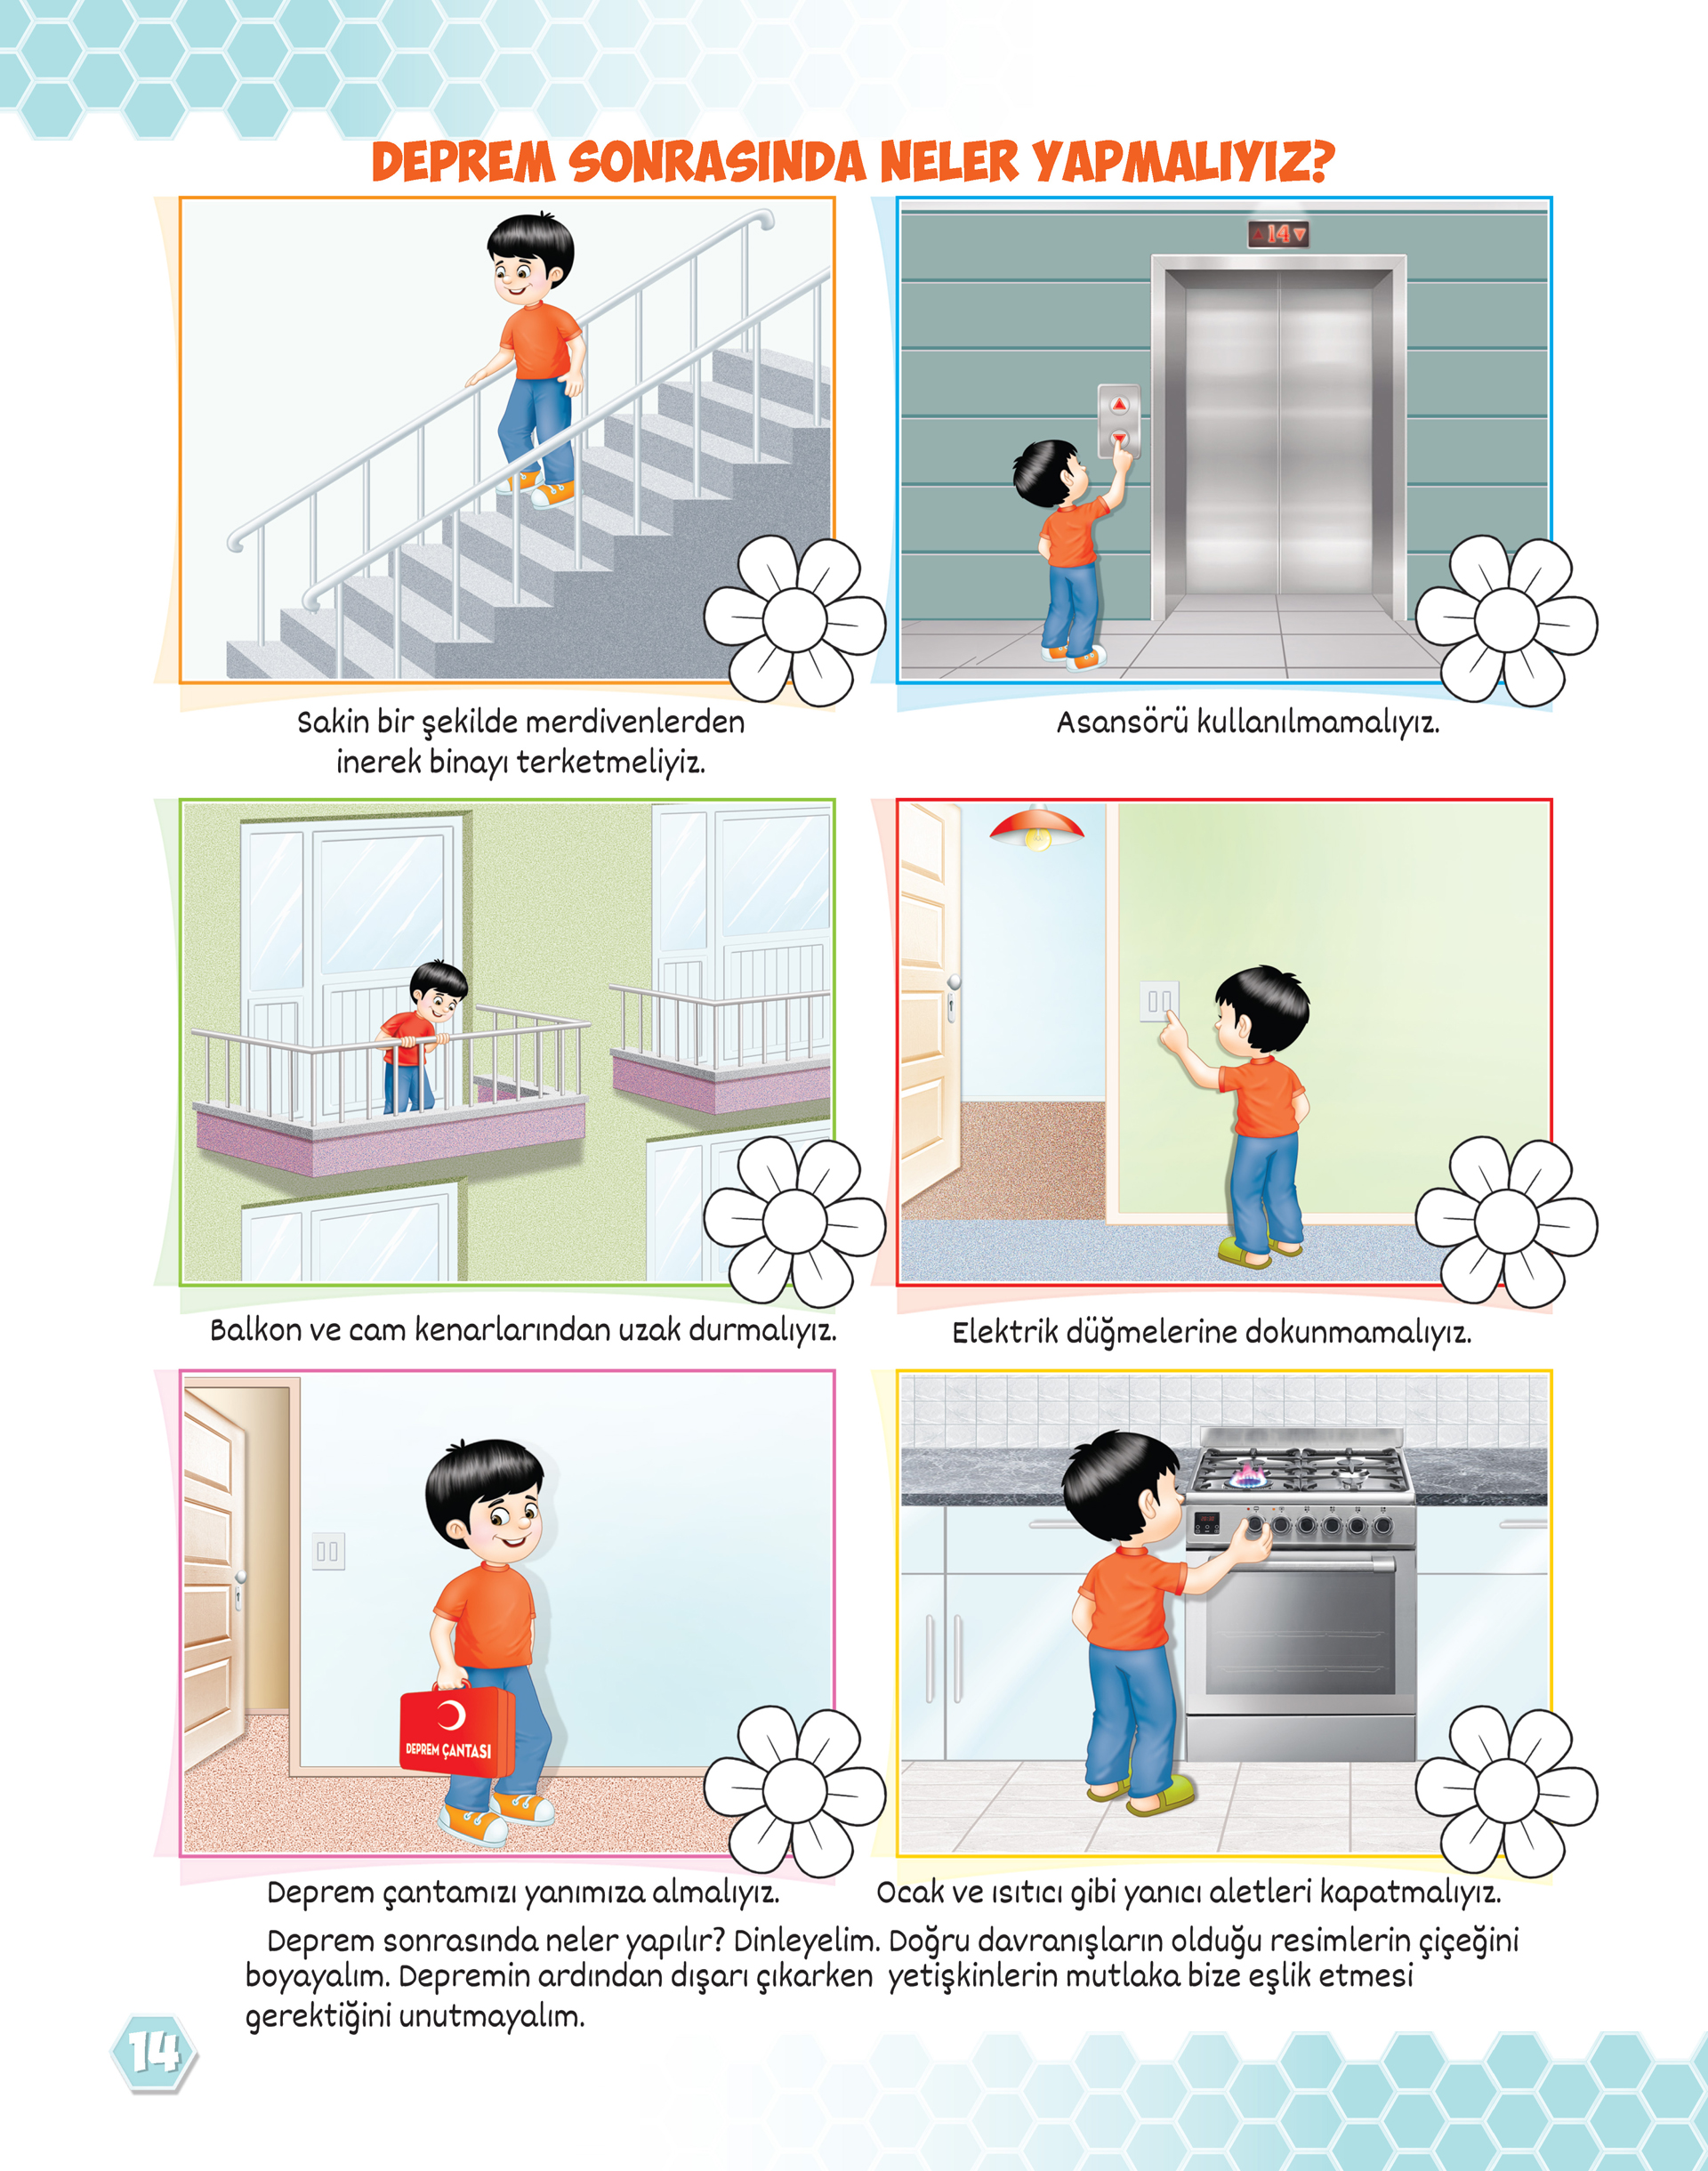 DEPREM SONRASINDA NELER YAPMALIYIZ?
14
Sakin bir şekilde merdivenlerden
inerek binayı terketmeliyiz.
Asansörü kullanılmamalıyız.
Balkon ve cam kenarlarından uzak durmalıyız.
Elektrik düğmelerine dokunmamalıyız.
DEPREM ÇANTASI
Deprem çantamızı yanımıza almalıyız.
Ocak ve ısıtıcı gibi yanıcı aletleri kapatmalıyız.
Deprem sonrasında neler yapılır? Dinleyelim. Doğru davranışların olduğu resimlerin çiçeğini
boyayalım. Depremin ardından dışarı çıkarken yetişkinlerin mutlaka bize eşlik etmesi
gerektiğini unutmayalım.
14